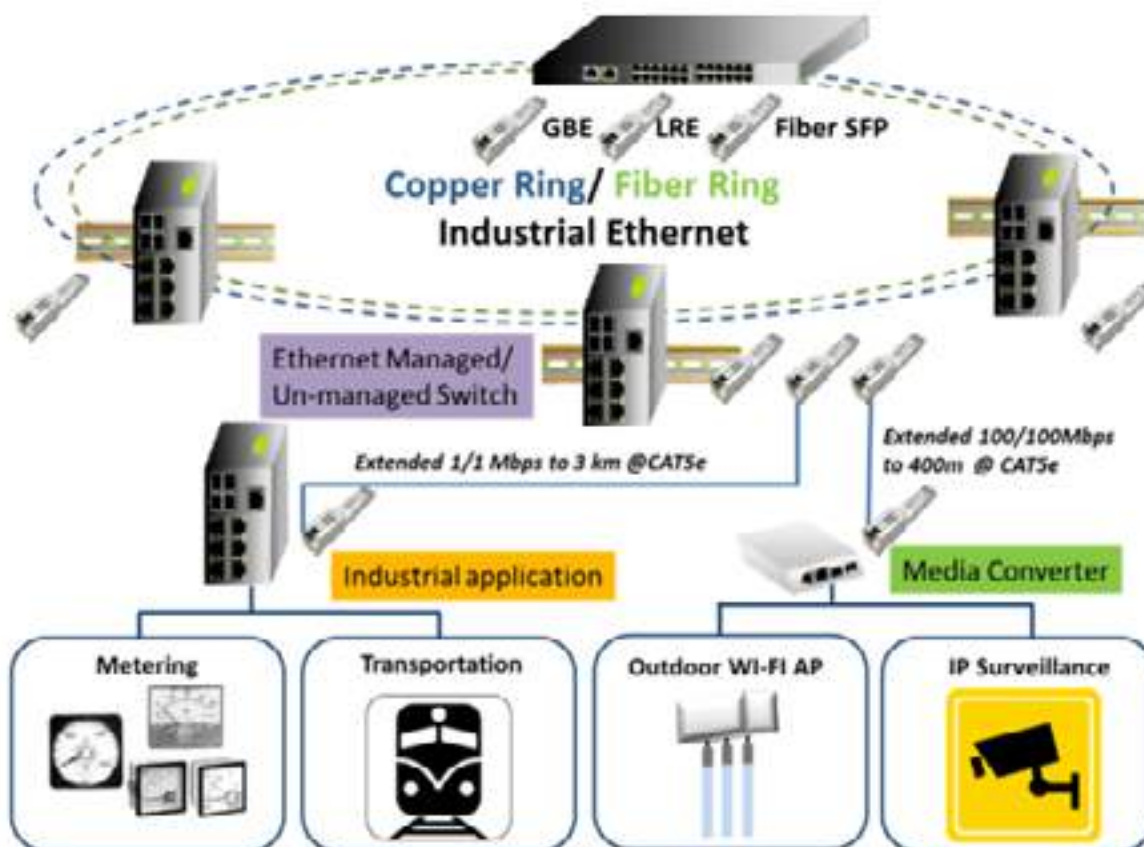 GBE
LRE
Fiber SFP
Copper Ring/ Fiber Ring
Industrial Ethernet
Ethernet Managed/
Un-managed Switch
Extended 1/1 Mbps to 3 km @CAT5e
Extended 100/100Mbps
to 400m @ CAT5e
Industrial application
Media Converter
Metering
Transportation
Outdoor WI-FI AP
IP Surveillance